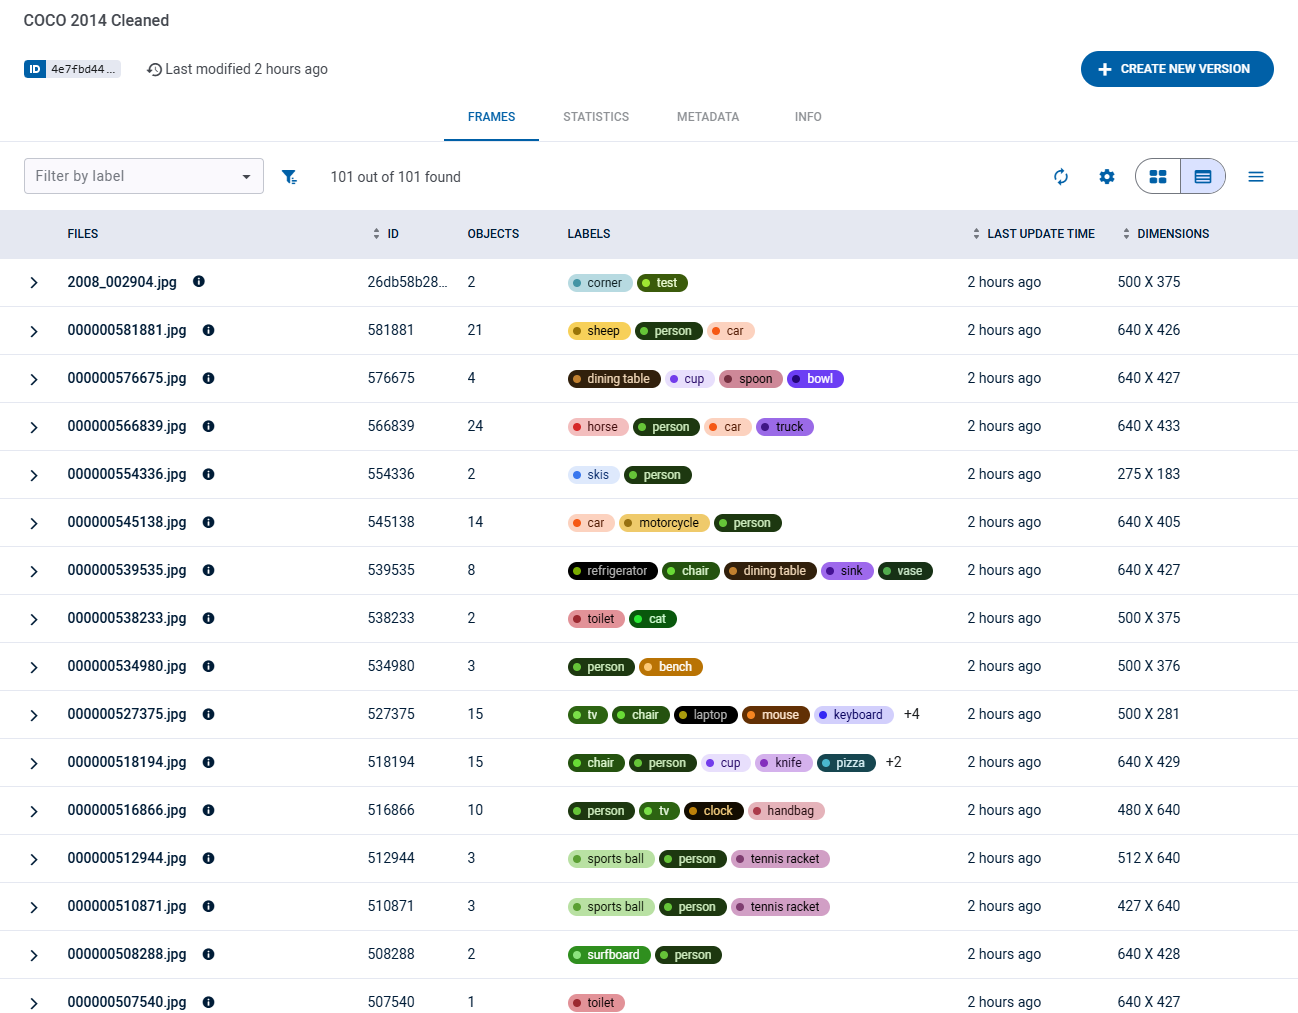 COCO 2014 Cleaned
ID 4e7fbd44... Last modified 2 hours ago CREATE NEW VERSION
FRAMES STATISTICS METADATA INFO
Filter by label 101 out of 101 found
FILES ID OBJECTS LABELS LAST UPDATE TIME DIMENSIONS
2008_002904.jpg 26db58b28... 2 corner test 2 hours ago 500 X 375
000000581881.jpg 581881 21 sheep person car 2 hours ago 640 X 426
000000576675.jpg 576675 4 dining table cup spoon bowl 2 hours ago 640 X 427
000000566839.jpg 566839 24 horse person car truck 2 hours ago 640 X 433
000000554336.jpg 554336 2 skis person 2 hours ago 275 X 183
000000545138.jpg 545138 14 car motorcycle person 2 hours ago 640 X 405
000000539535.jpg 539535 8 refrigerator chair dining table sink vase 2 hours ago 640 X 427
000000538233.jpg 538233 2 toilet cat 2 hours ago 500 X 375
000000534980.jpg 534980 3 person bench 2 hours ago 500 X 376
000000527375.jpg 527375 15 tv chair laptop mouse keyboard +4 2 hours ago 500 X 281
000000518194.jpg 518194 15 chair person cup knife pizza +2 2 hours ago 640 X 429
000000516866.jpg 516866 10 person tv clock handbag 2 hours ago 480 X 640
000000512944.jpg 512944 3 sports ball person tennis racket 2 hours ago 512 X 640
000000510871.jpg 510871 3 sports ball person tennis racket 2 hours ago 427 X 640
000000508288.jpg 508288 2 surfboard person 2 hours ago 640 X 428
000000507540.jpg 507540 1 toilet 2 hours ago 640 X 427